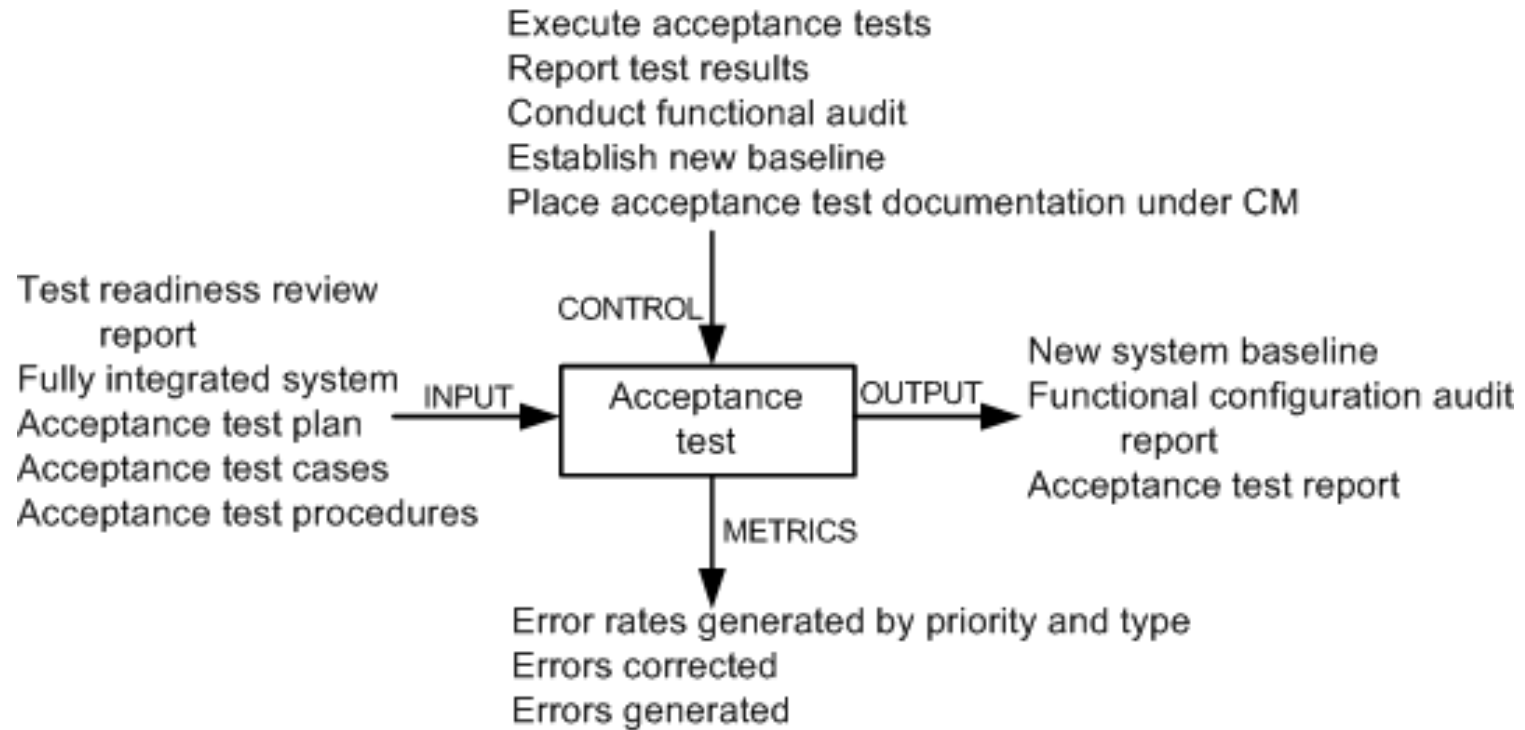 Execute acceptance tests
Report test results
Conduct functional audit
Establish new baseline
Place acceptance test documentation under CM
CONTROL
Test readiness review
report
Fully integrated system
Acceptance test plan
Acceptance test cases
Acceptance test procedures
INPUT
Acceptance
test
OUTPUT
New system baseline
Functional configuration audit
report
Acceptance test report
METRICS
Error rates generated by priority and type
Errors corrected
Errors generated